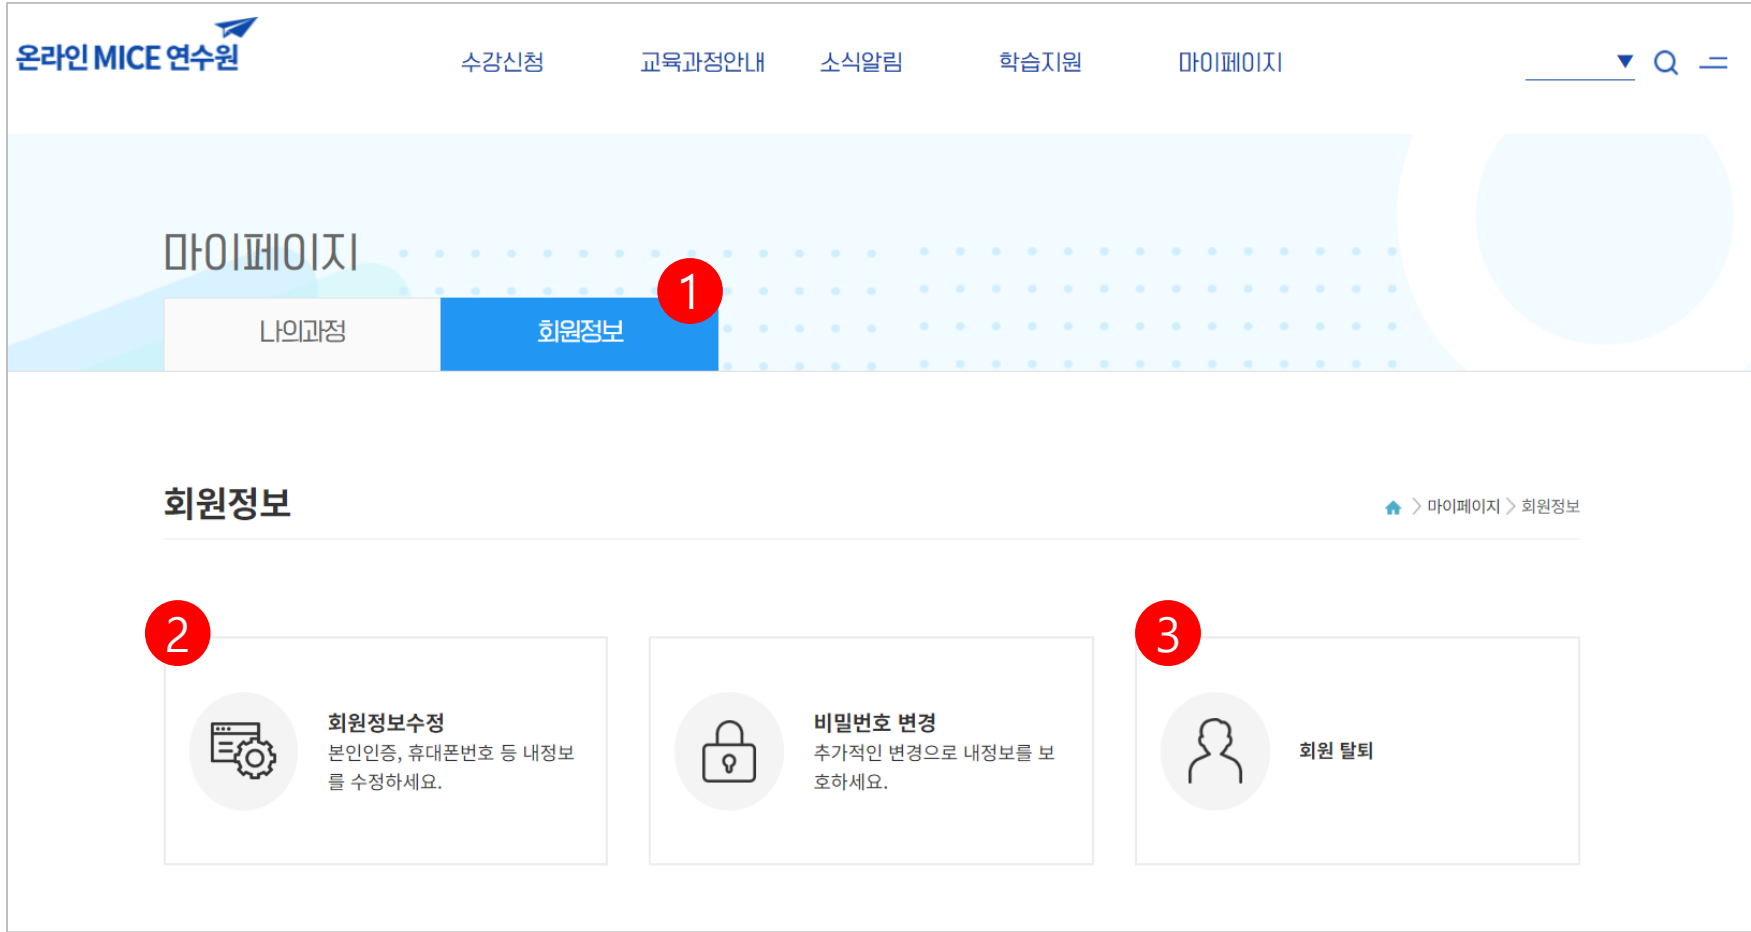 온라인 MICE 연수원
수강신청 교육과정안내 소식알림 학습지원 마이페이지
마이페이지
1
나의과정 회원정보
회원정보
마이페이지 > 회원정보
2
3
회원정보수정
본인인증, 휴대폰번호 등 내정보
를 수정하세요.
비밀번호 변경
추가적인 변경으로 내정보를 보
호하세요.
회원 탈퇴